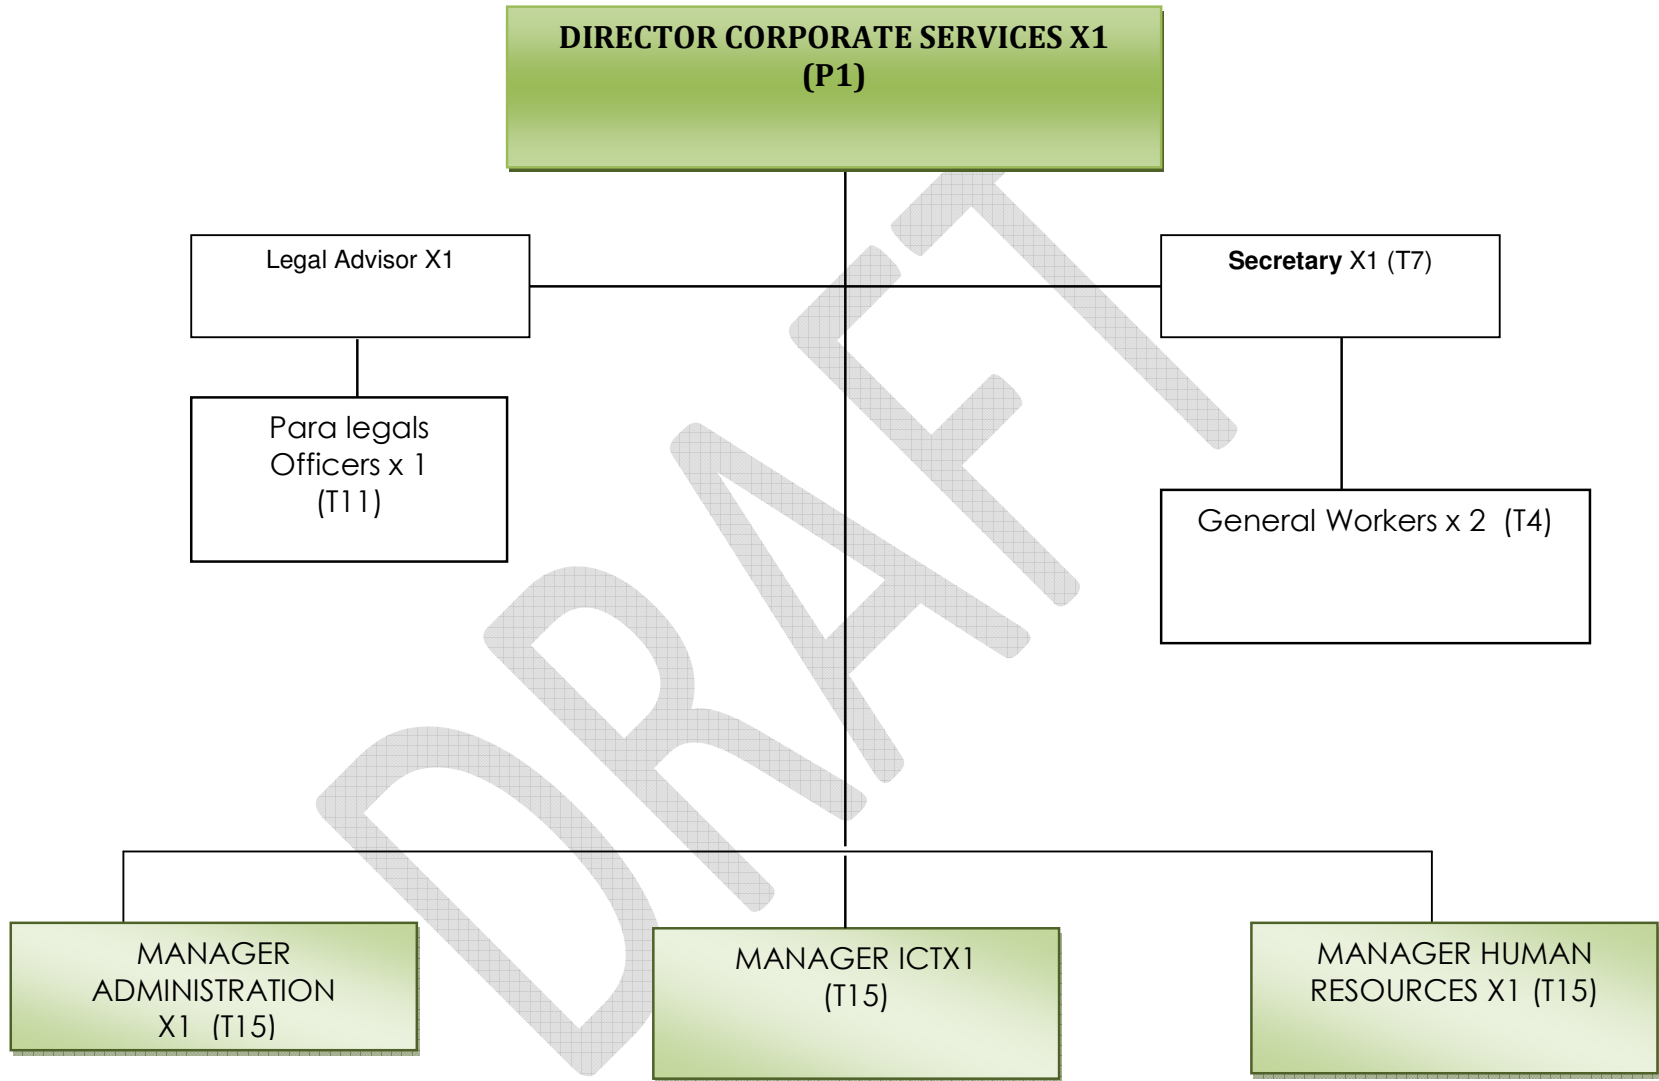 DIRECTOR CORPORATE SERVICES X1
(P1)
Legal Advisor X1
Secretary X1 (T7)
Para legals
Officers x 1
(T11)
General Workers x 2 (T4)
MANAGER
ADMINISTRATION
X1 (T15)
MANAGER ICTX1
(T15)
MANAGER HUMAN
RESOURCES X1 (T15)
DRAFT